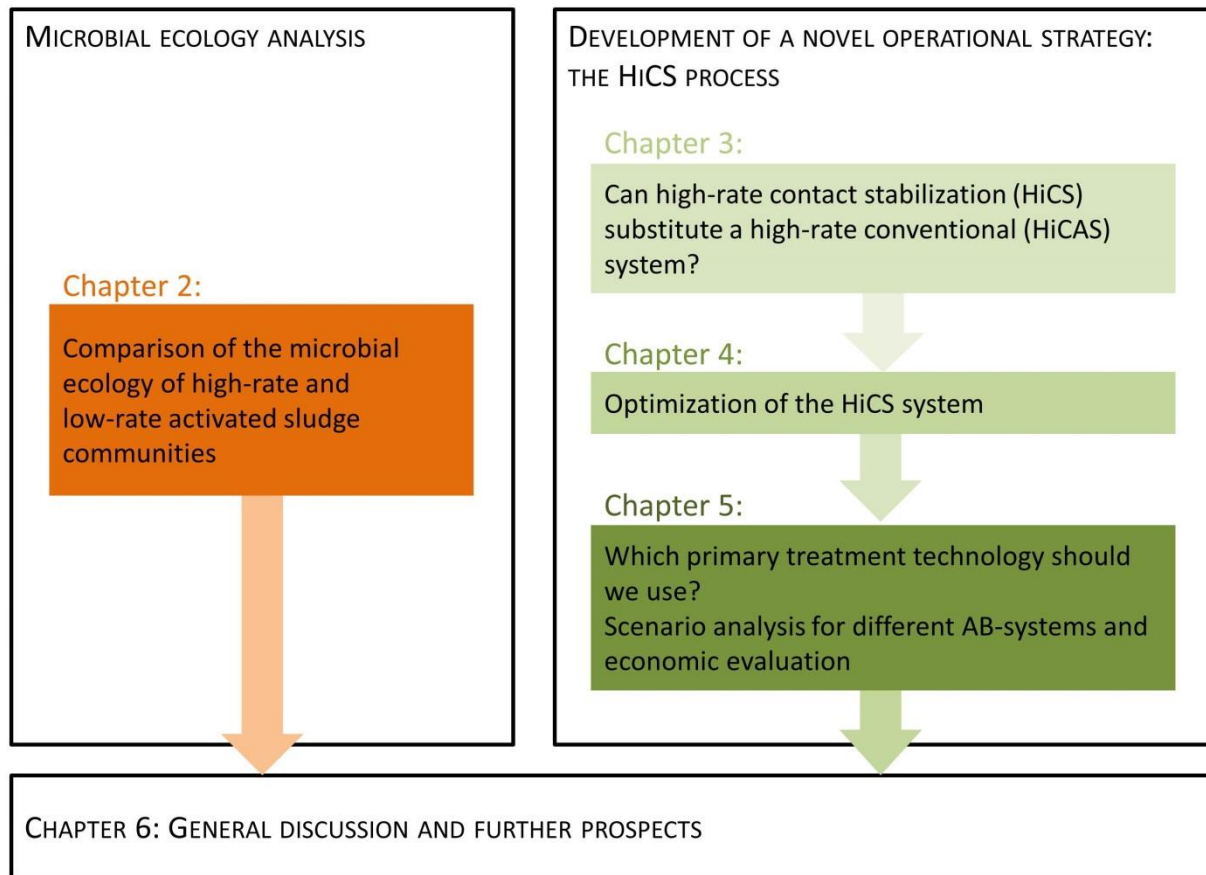 MICROBIAL ECOLOGY ANALYSIS
Chapter 2:
Comparison of the microbial
ecology of high-rate and
low-rate activated sludge
communities
DEVELOPMENT OF A NOVEL OPERATIONAL STRATEGY:
THE HICS PROCESS
Chapter 3:
Can high-rate contact stabilization (HiCS)
substitute a high-rate conventional (HiCAS)
system?
Chapter 4:
Optimization of the HiCS system
Chapter 5:
Which primary treatment technology should
we use?
Scenario analysis for different AB-systems and
economic evaluation
CHAPTER 6: GENERAL DISCUSSION AND FURTHER PROSPECTS